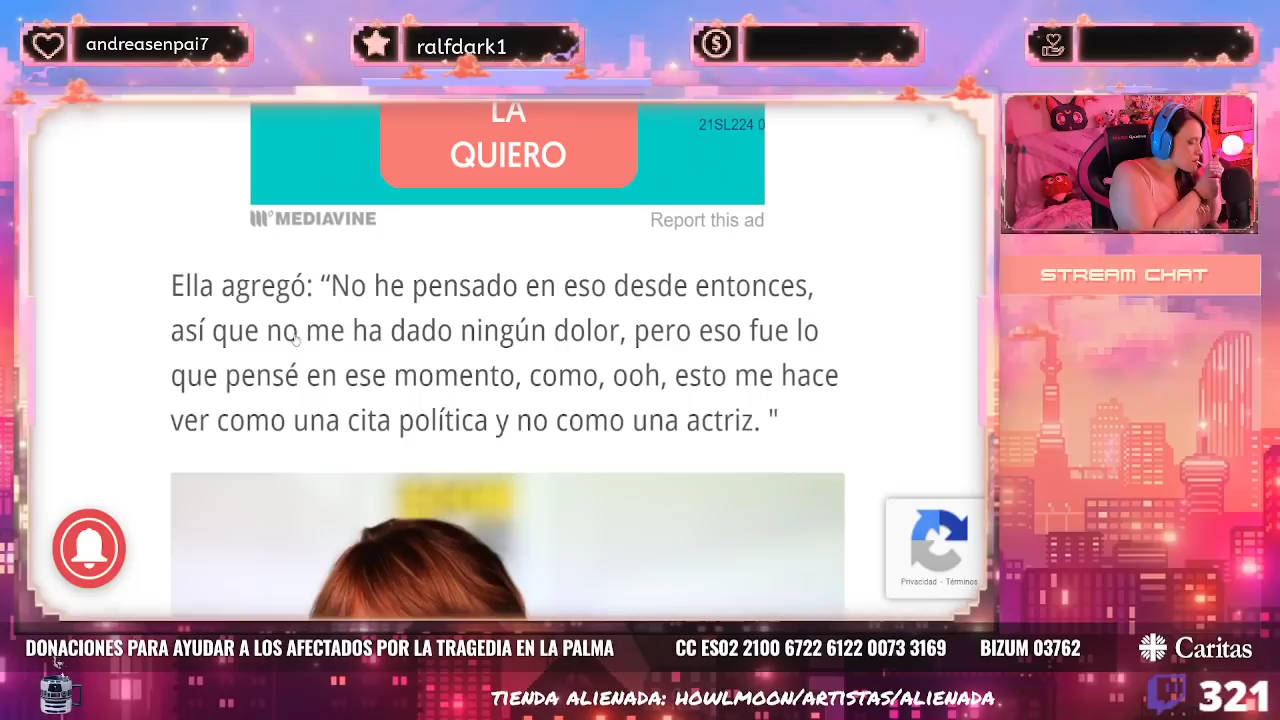 andreasenpai7
ralfdark1
LA
QUIERO
21SL224 0
MEDIAVINE
Report this ad
Ella agregó: “No he pensado en eso desde entonces,
así que no me ha dado ningún dolor, pero eso fue lo
que pensé en ese momento, como, ooh, esto me hace
ver como una cita política y no como una actriz. "
STREAM CHAT
Privacidad - Términos
DONACIONES PARA AYUDAR A LOS AFECTADOS POR LA TRAGEDIA EN LA PALMA
CC ES02 2100 6722 6122 0073 3169
BIZUM 03762
Caritas
TIENDA ALIENADA: HOWLMOON/ARTISTAS/ALIENADA
321